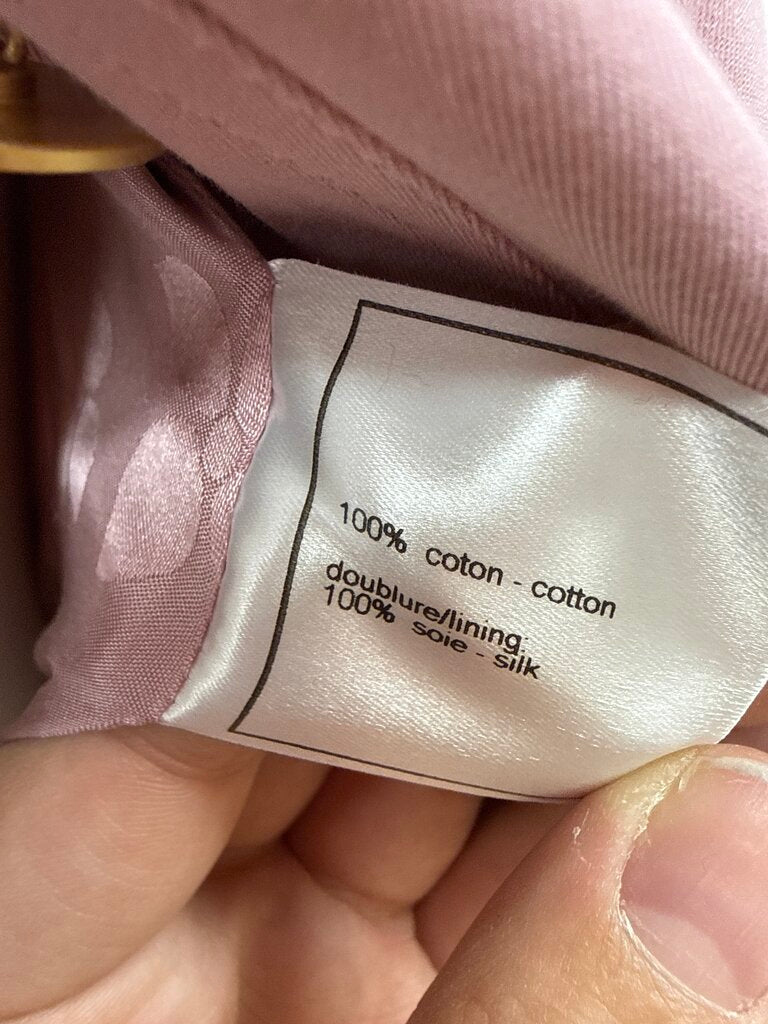 100% coton - cotton
doublure/lining.
100% soie - silk